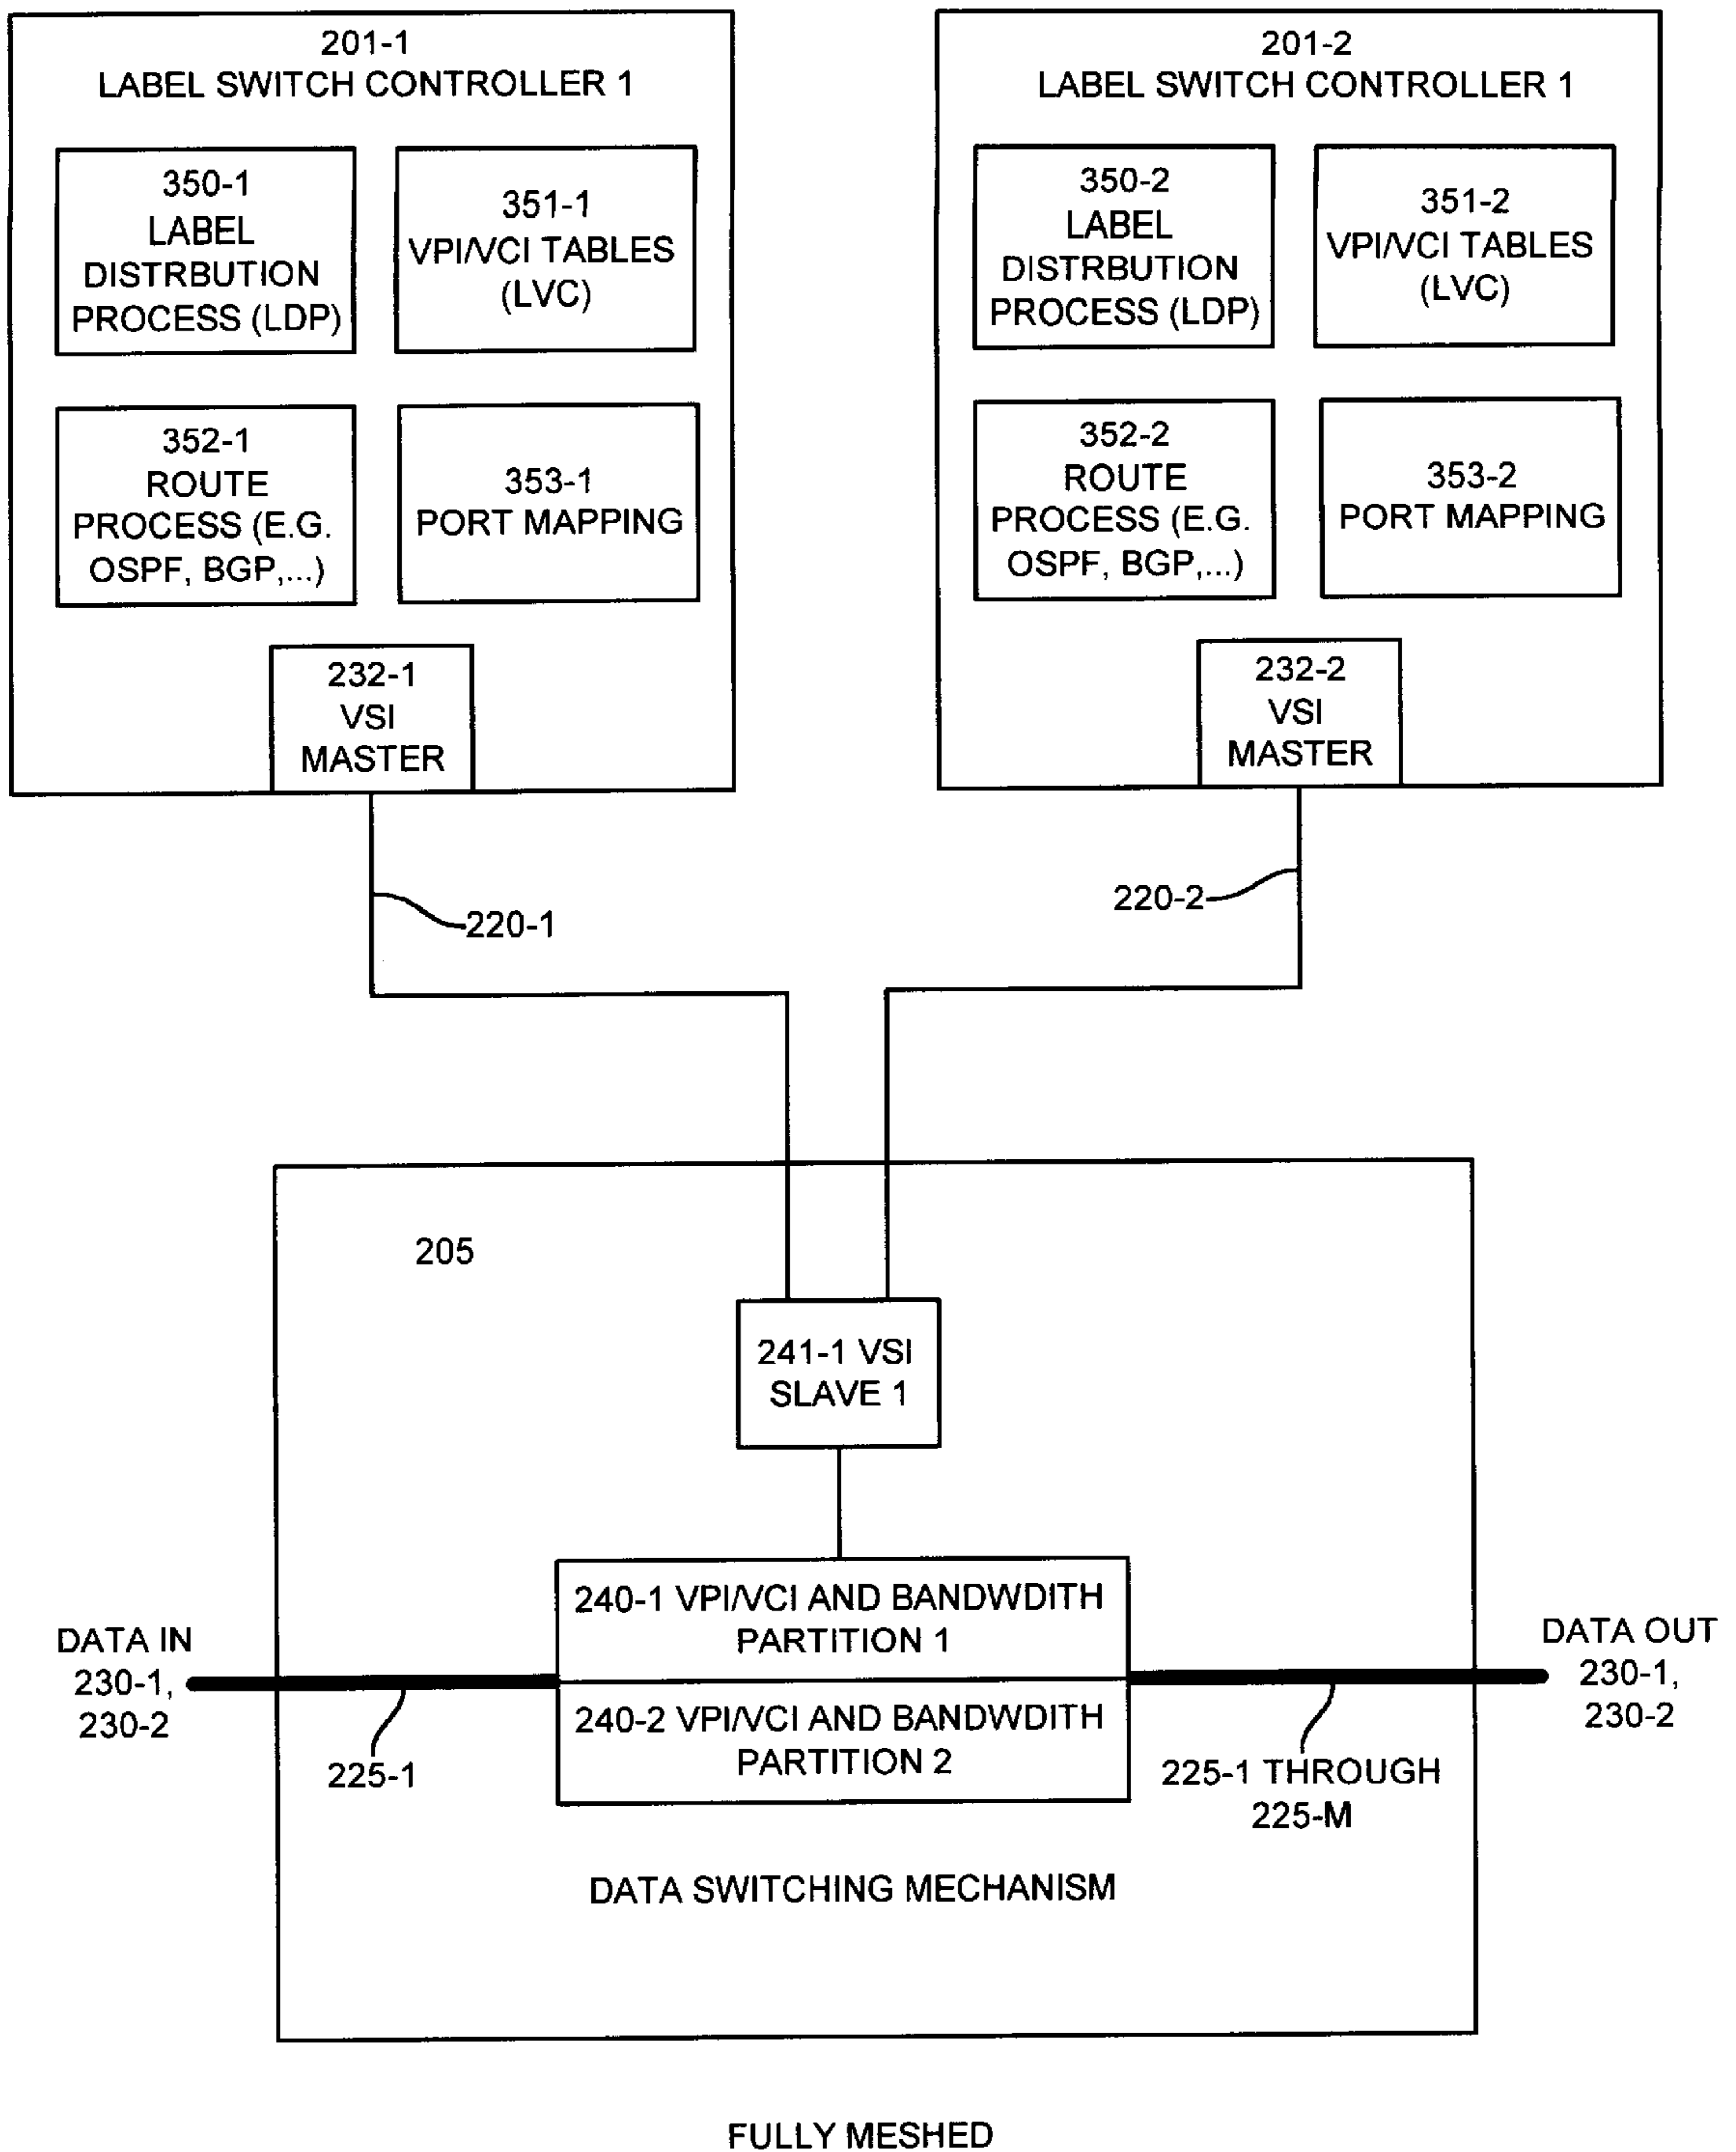 201-1
LABEL SWITCH CONTROLLER 1
350-1
LABEL
DISTRBUTION
PROCESS (LDP)
351-1
VPI/VCI TABLES
(LVC)
352-1
ROUTE
PROCESS (E.G.
OSPF, BGP,...)
353-1
PORT MAPPING
232-1
VSI
MASTER
201-2
LABEL SWITCH CONTROLLER 1
350-2
LABEL
DISTRBUTION
PROCESS (LDP)
351-2
VPI/VCI TABLES
(LVC)
352-2
ROUTE
PROCESS (E.G.
OSPF, BGP,...)
353-2
PORT MAPPING
232-2
VSI
MASTER
220-1
220-2
205
241-1 VSI
SLAVE 1
240-1 VPI/VCI AND BANDWDITH
PARTITION 1
240-2 VPI/VCI AND BANDWDITH
PARTITION 2
DATA IN
230-1,
230-2
225-1
DATA OUT
230-1,
230-2
225-1 THROUGH
225-M
DATA SWITCHING MECHANISM
FULLY MESHED